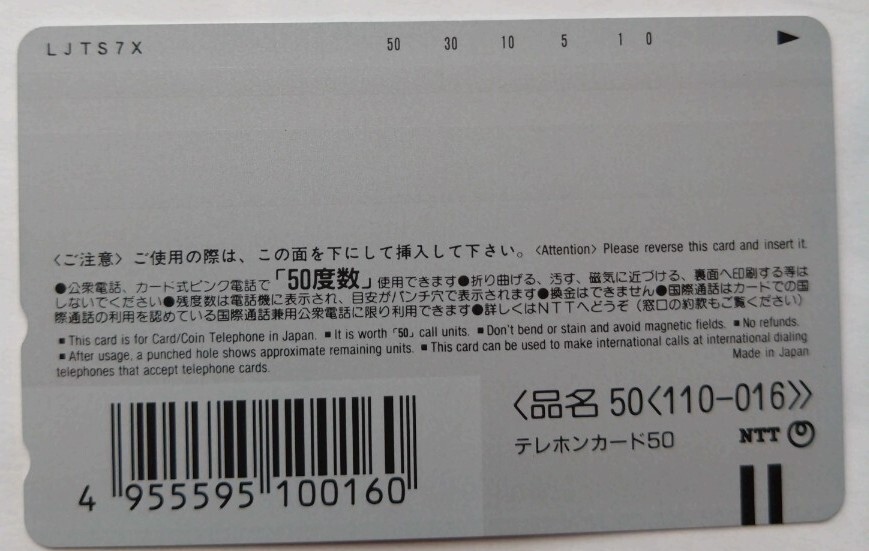 LJTS7X 50 30 10 5 1 0 ▶
〈ご注意〉ご使用の際は、この面を下にして挿入して下さい。〈Attention〉Please reverse this card and insert it.
●公衆電話、カード式ピンク電話で「50度数」使用できます●折り曲げる、汚す、磁気に近づける、裏面へ印刷する等は
しないでください●残度数は電話機に表示され、目安がパンチ穴で表示されます●換金はできません●国際通話はカードでの国
際通話の利用を認めている国際通話兼用公衆電話に限り利用できます●詳しくはNTTへどうぞ(窓口の約款もご覧ください)
■This card is for Card/Coin Telephone in Japan. ■It is worth「50」call units. ■Don't bend or stain and avoid magnetic fields. ■No refunds.
■After usage, a punched hole shows approximate remaining units. ■This card can be used to make international calls at international dialing
telephones that accept telephone cards. Made in Japan
〈品名 50〈110-016〉〉
テレホンカード50 NTT
4 955595 100160